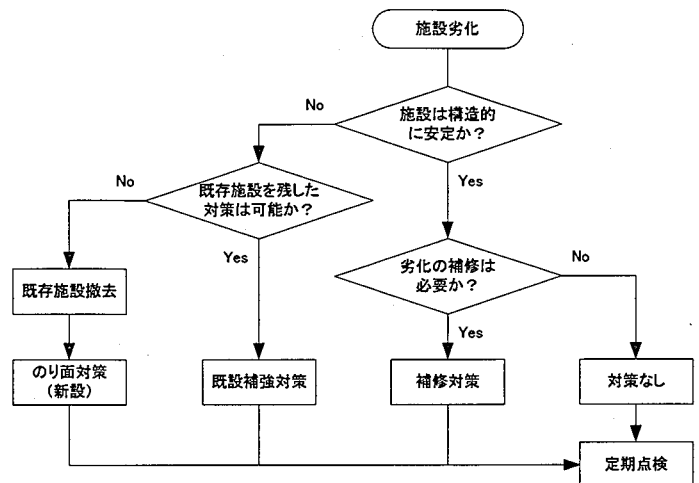 施設劣化
No
施設は構造的
に安定か？
No
既存施設を残した
対策は可能か？
Yes
Yes
劣化の補修は
必要か？
No
既存施設撤去
Yes
のり面対策
（新設）
既設補強対策
補修対策
対策なし
定期点検